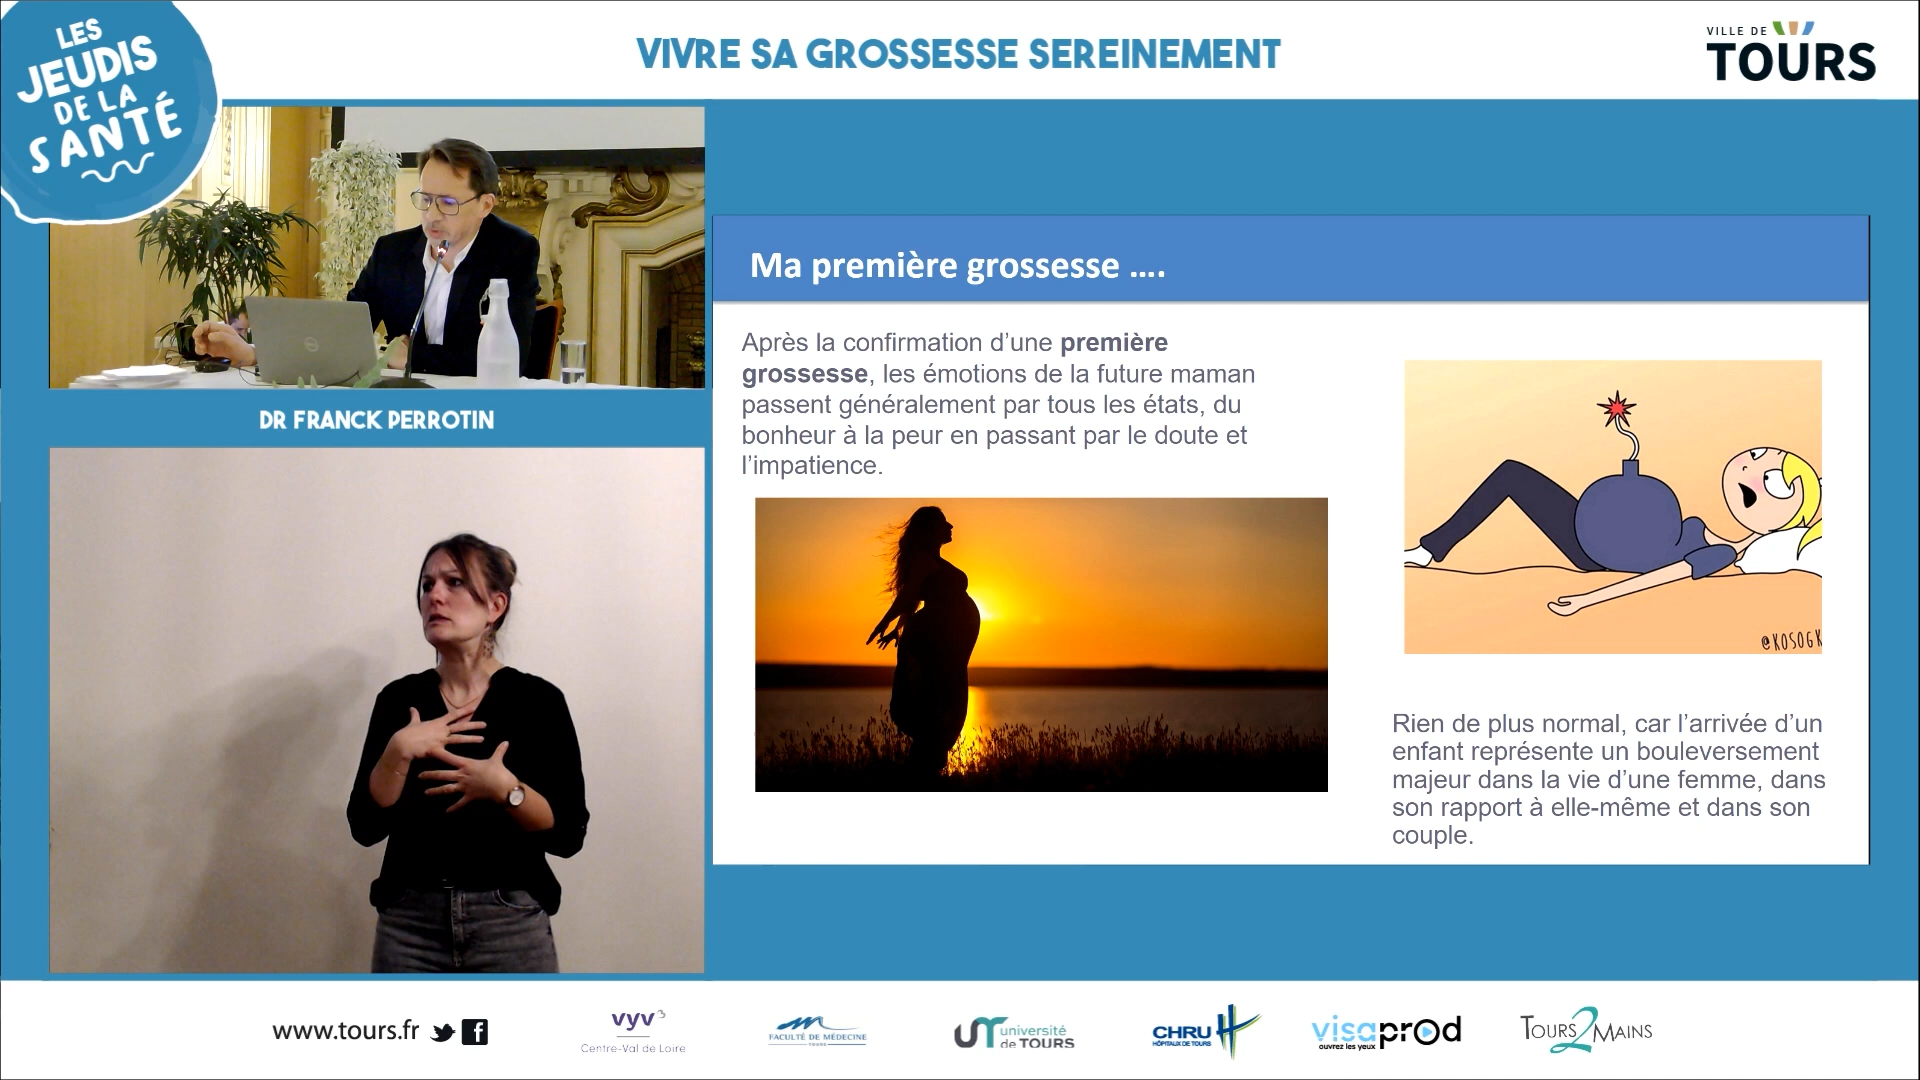 LES
JEUDIS
DE LA
SANTÉ
VIVRE SA GROSSESSE SEREINEMENT
VILLE DE
TOURS
DR FRANCK PERROTIN
Ma première grossesse ....
Après la confirmation d’une première
grossesse, les émotions de la future maman
passent généralement par tous les états, du
bonheur à la peur en passant par le doute et
l’impatience.
@KOSOGK
Rien de plus normal, car l’arrivée d’un
enfant représente un bouleversement
majeur dans la vie d’une femme, dans
son rapport à elle-même et dans son
couple.
www.tours.fr
vyv3
Centre-Val de Loire
FACULTÉ DE MÉDECINE
TOURS
université
de TOURS
CHRU
HÔPITAUX DE TOURS
visaprod
ouvrez les yeux
TOURS 2 MAINS